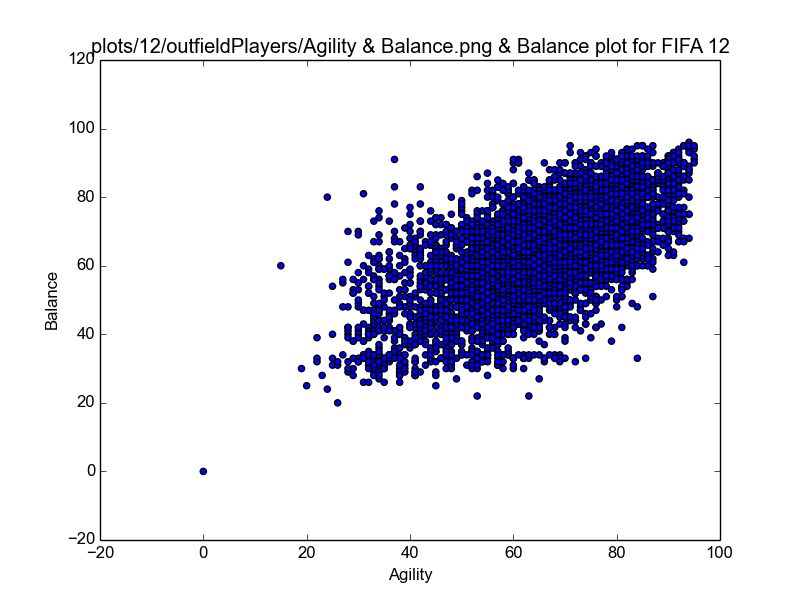 plots/12/outfieldPlayers/Agility & Balance.png & Balance plot for FIFA 12
120
100
80
60
40
20
0
−20
Balance
−20 0 20 40 60 80 100
Agility